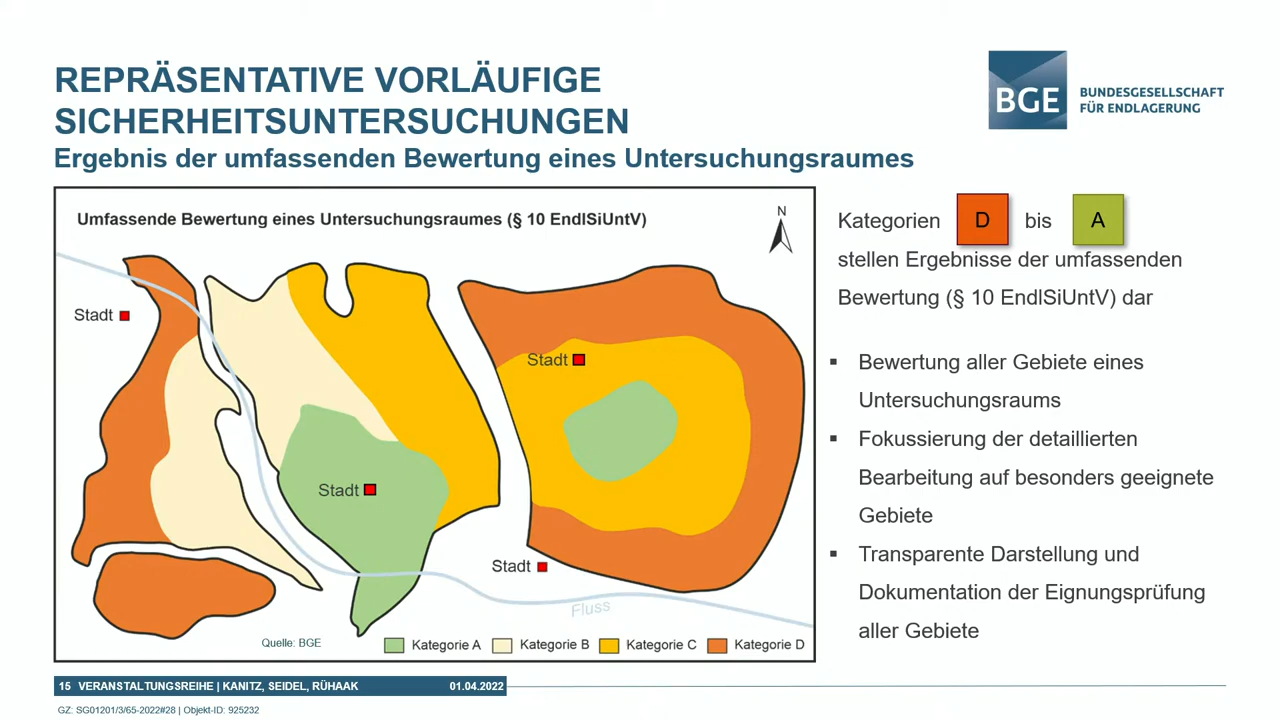 REPRÄSENTATIVE VORLÄUFIGE
SICHERHEITSUNTERSUCHUNGEN
Ergebnis der umfassenden Bewertung eines Untersuchungsraumes
BGE
BUNDESGESELLSCHAFT
FÜR ENDLAGERUNG
Umfassende Bewertung eines Untersuchungsraumes (§ 10 EndlSiUntV)
N
Stadt
Stadt
Stadt
Stadt
Fluss
Quelle: BGE
Kategorie A
Kategorie B
Kategorie C
Kategorie D
Kategorien D bis A
stellen Ergebnisse der umfassenden
Bewertung (§ 10 EndlSiUntV) dar
▪ Bewertung aller Gebiete eines
Untersuchungsraums
▪ Fokussierung der detaillierten
Bearbeitung auf besonders geeignete
Gebiete
▪ Transparente Darstellung und
Dokumentation der Eignungsprüfung
aller Gebiete
15 VERANSTALTUNGSREIHE | KANITZ, SEIDEL, RÜHAAK 01.04.2022
GZ: SG01201/3/65-2022#28 | Objekt-ID: 925232